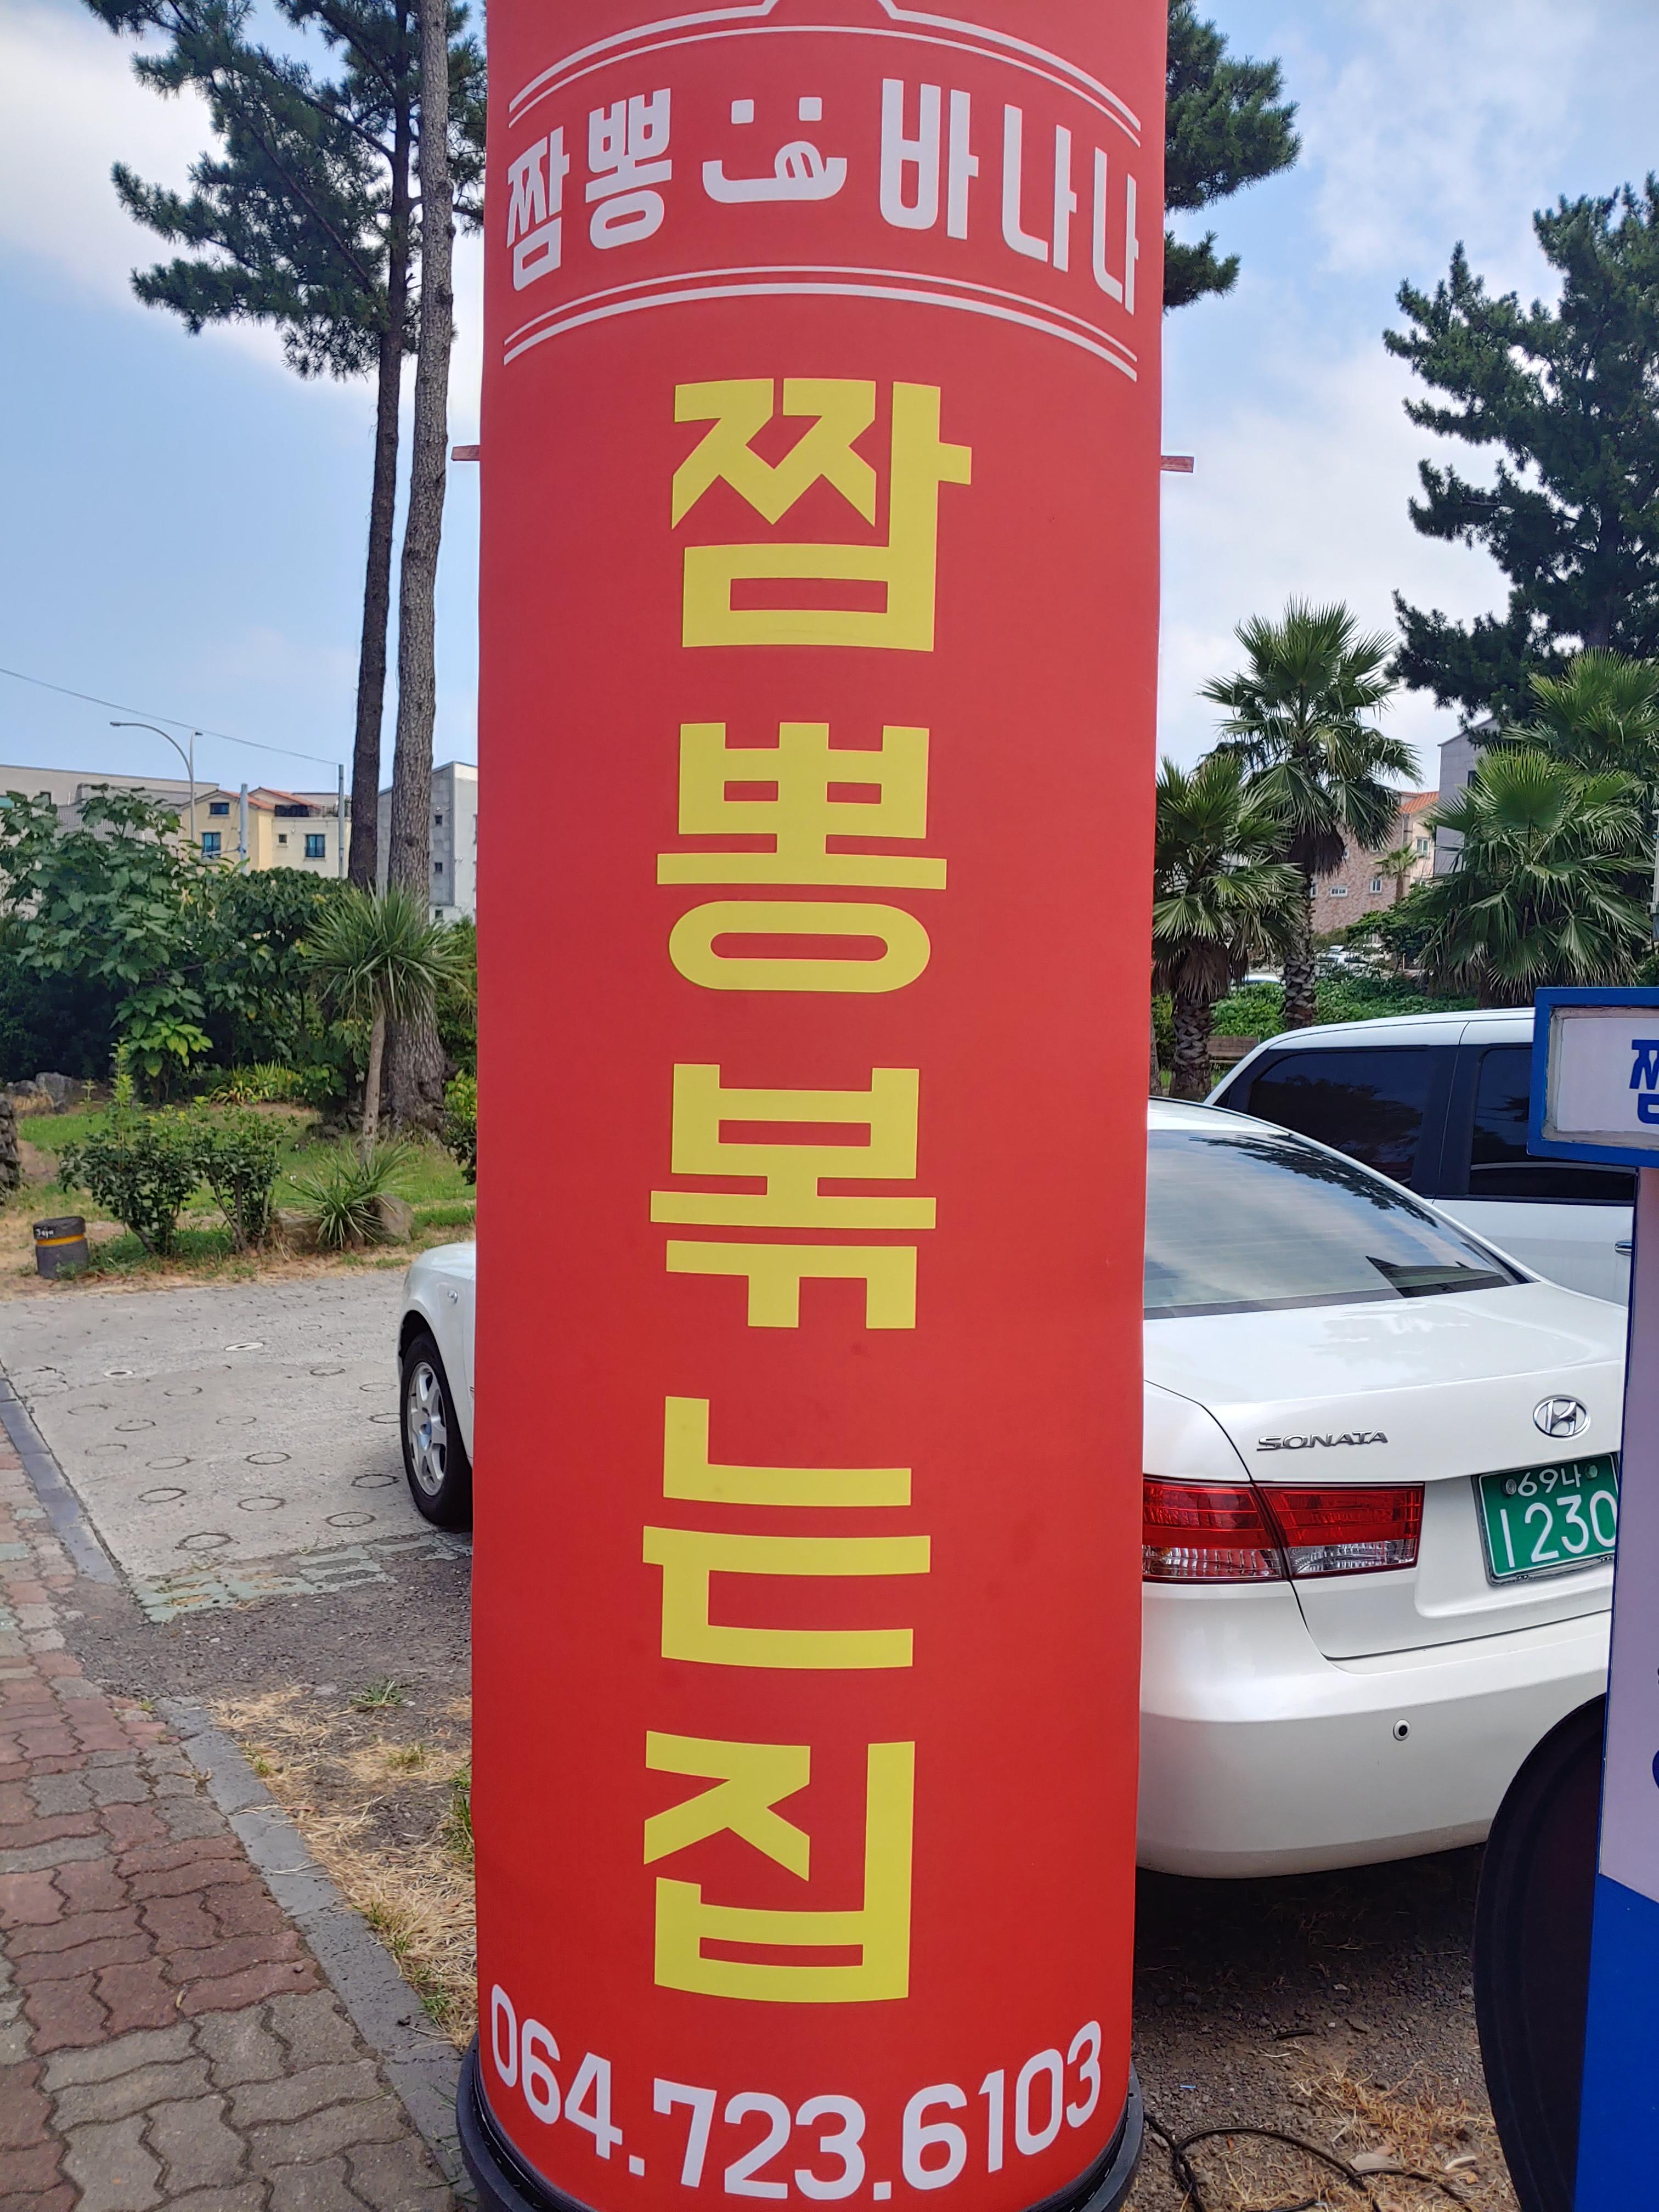 짬뽕 바나나
짬
뽕
볶
는
집
064.723.6103
SONATA
69나
1230